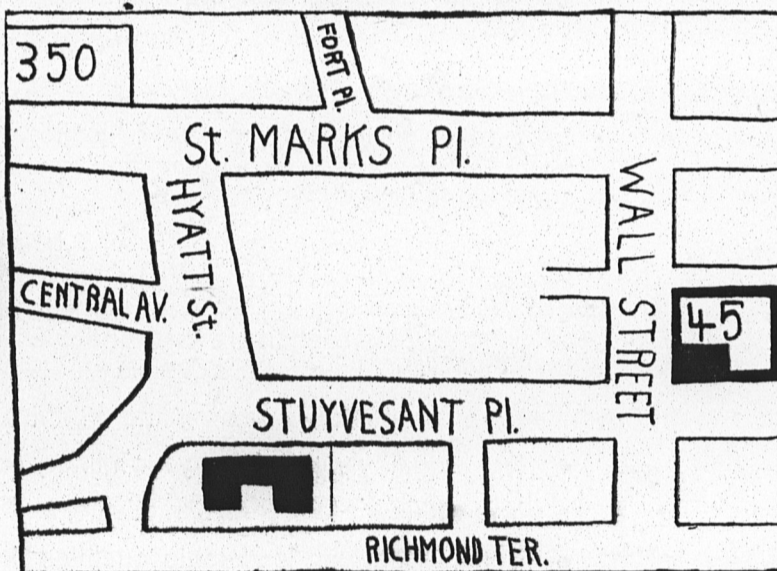 350
FORT Pl.
St. MARKS Pl.
HYATT St.
WALL STREET
CENTRAL AV.
45
STUYVESANT Pl.
RICHMOND TER.